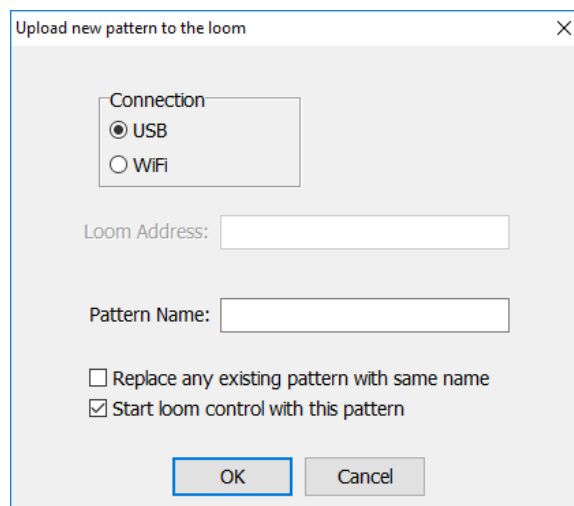 Upload new pattern to the loom
Connection
USB
WiFi
Loom Address:
Pattern Name:
Replace any existing pattern with same name
Start loom control with this pattern
OK Cancel